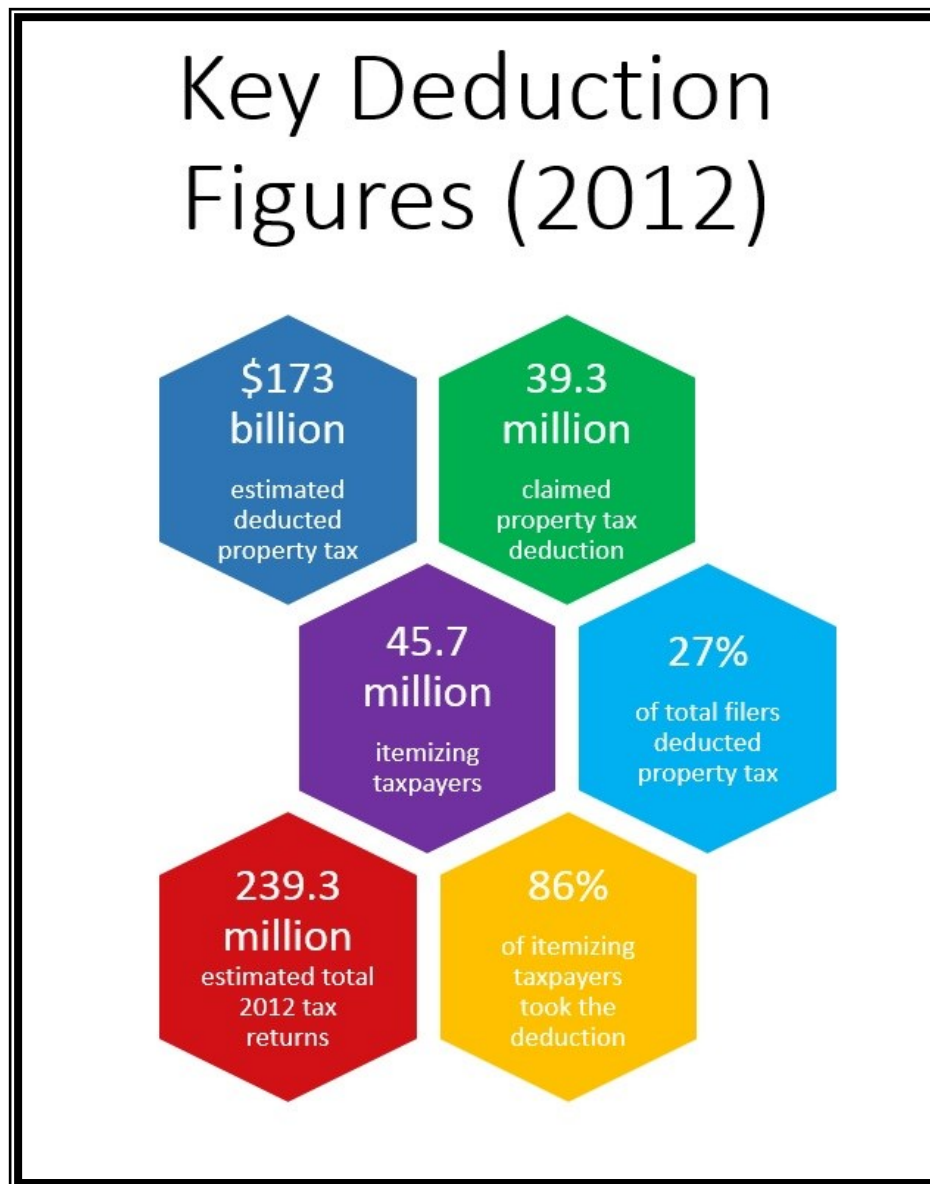 Key Deduction
Figures (2012)
$173
billion
estimated
deducted
property tax
39.3
million
claimed
property tax
deduction
45.7
million
itemizing
taxpayers
27%
of total filers
deducted
property tax
239.3
million
estimated total
2012 tax
returns
86%
of itemizing
taxpayers
took the
deduction